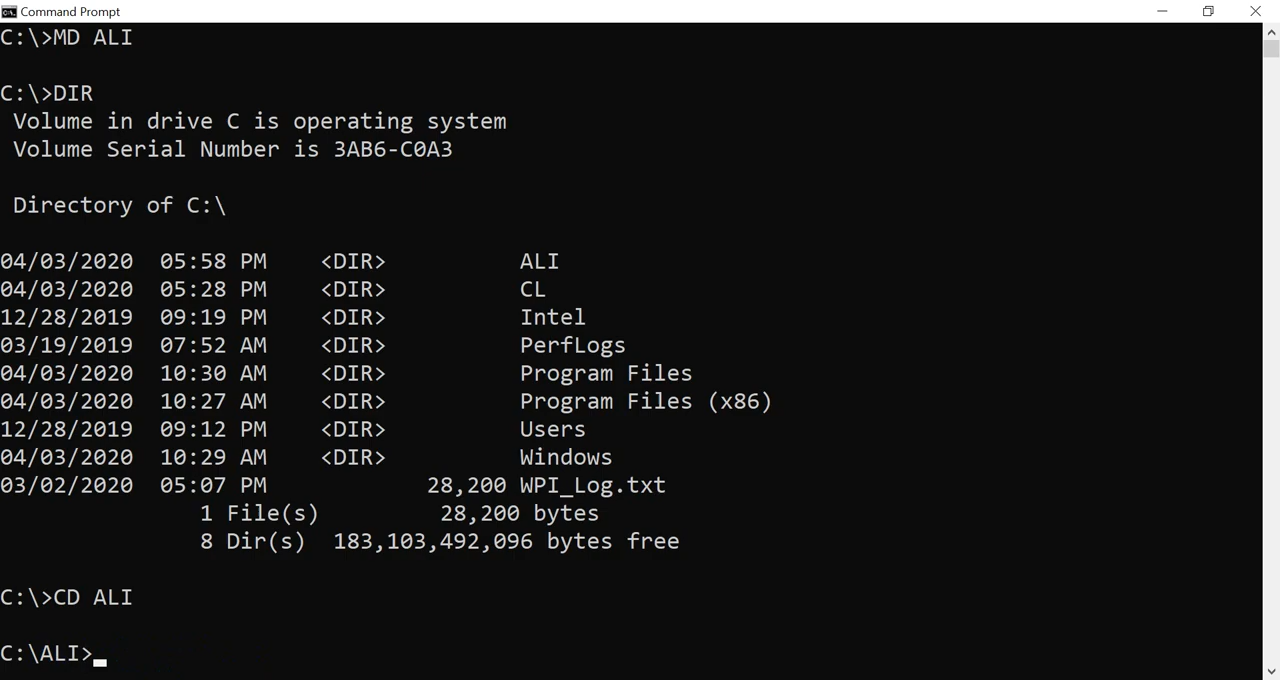 Command Prompt
C:\>MD ALI
C:\>DIR
Volume in drive C is operating system
Volume Serial Number is 3AB6-C0A3
Directory of C:\
04/03/2020 05:58 PM <DIR> ALI
04/03/2020 05:28 PM <DIR> CL
12/28/2019 09:19 PM <DIR> Intel
03/19/2019 07:52 AM <DIR> PerfLogs
04/03/2020 10:30 AM <DIR> Program Files
04/03/2020 10:27 AM <DIR> Program Files (x86)
12/28/2019 09:12 PM <DIR> Users
04/03/2020 10:29 AM <DIR> Windows
03/02/2020 05:07 PM 28,200 WPI_Log.txt
1 File(s) 28,200 bytes
8 Dir(s) 183,103,492,096 bytes free
C:\>CD ALI
C:\ALI>